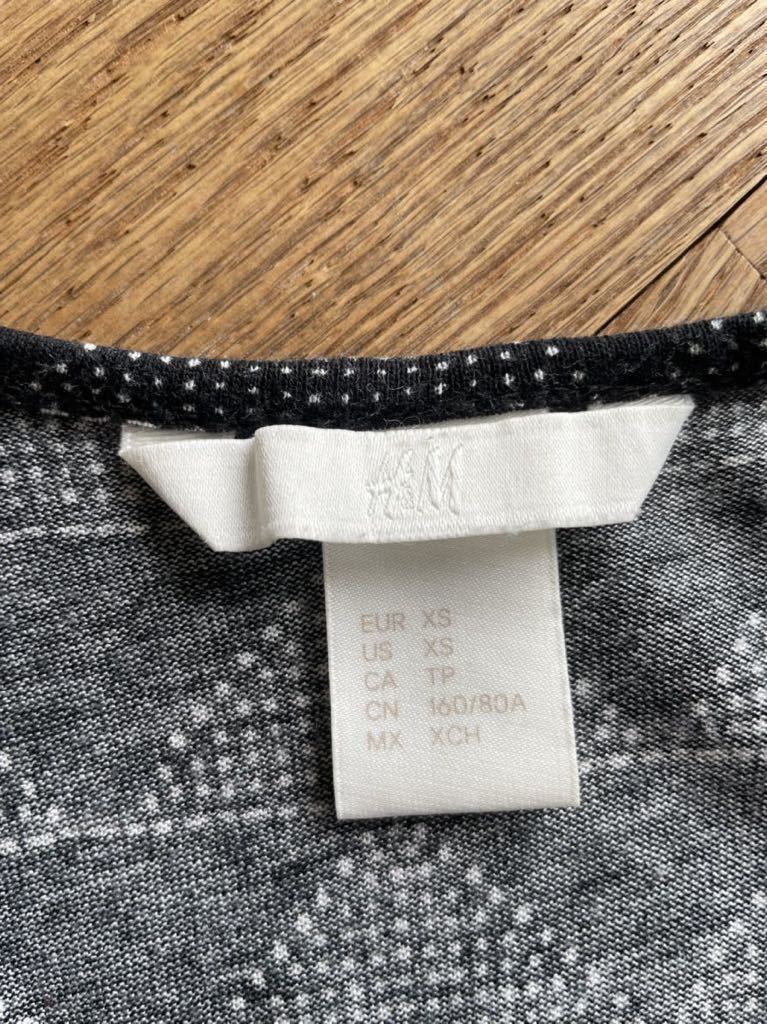 H&M
EUR XS
US XS
CA TP
CN 160/80A
MX XCH